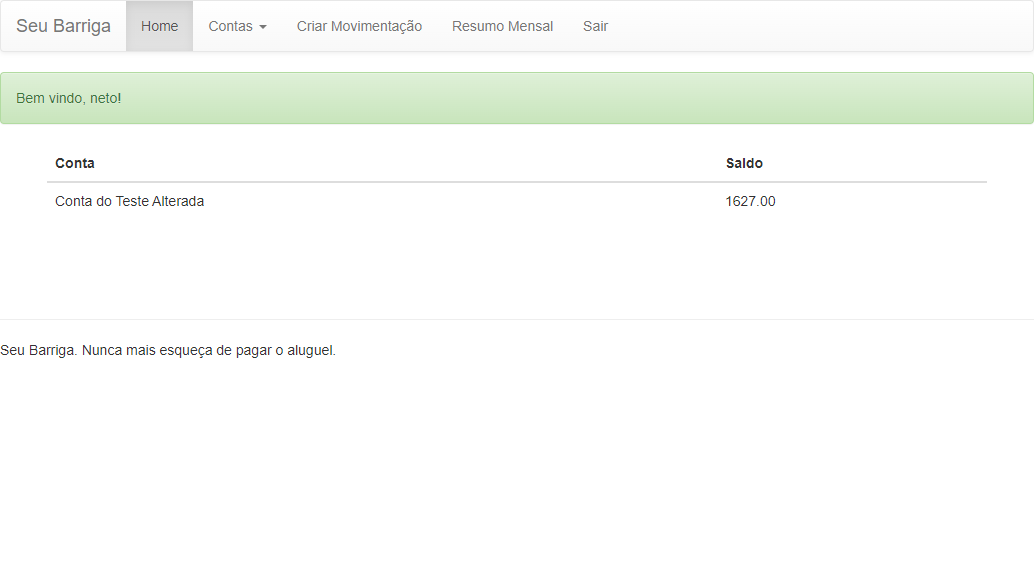 Seu Barriga Home Contas Criar Movimentação Resumo Mensal Sair
Bem vindo, neto!
Conta Saldo
Conta do Teste Alterada 1627.00
Seu Barriga. Nunca mais esqueça de pagar o aluguel.